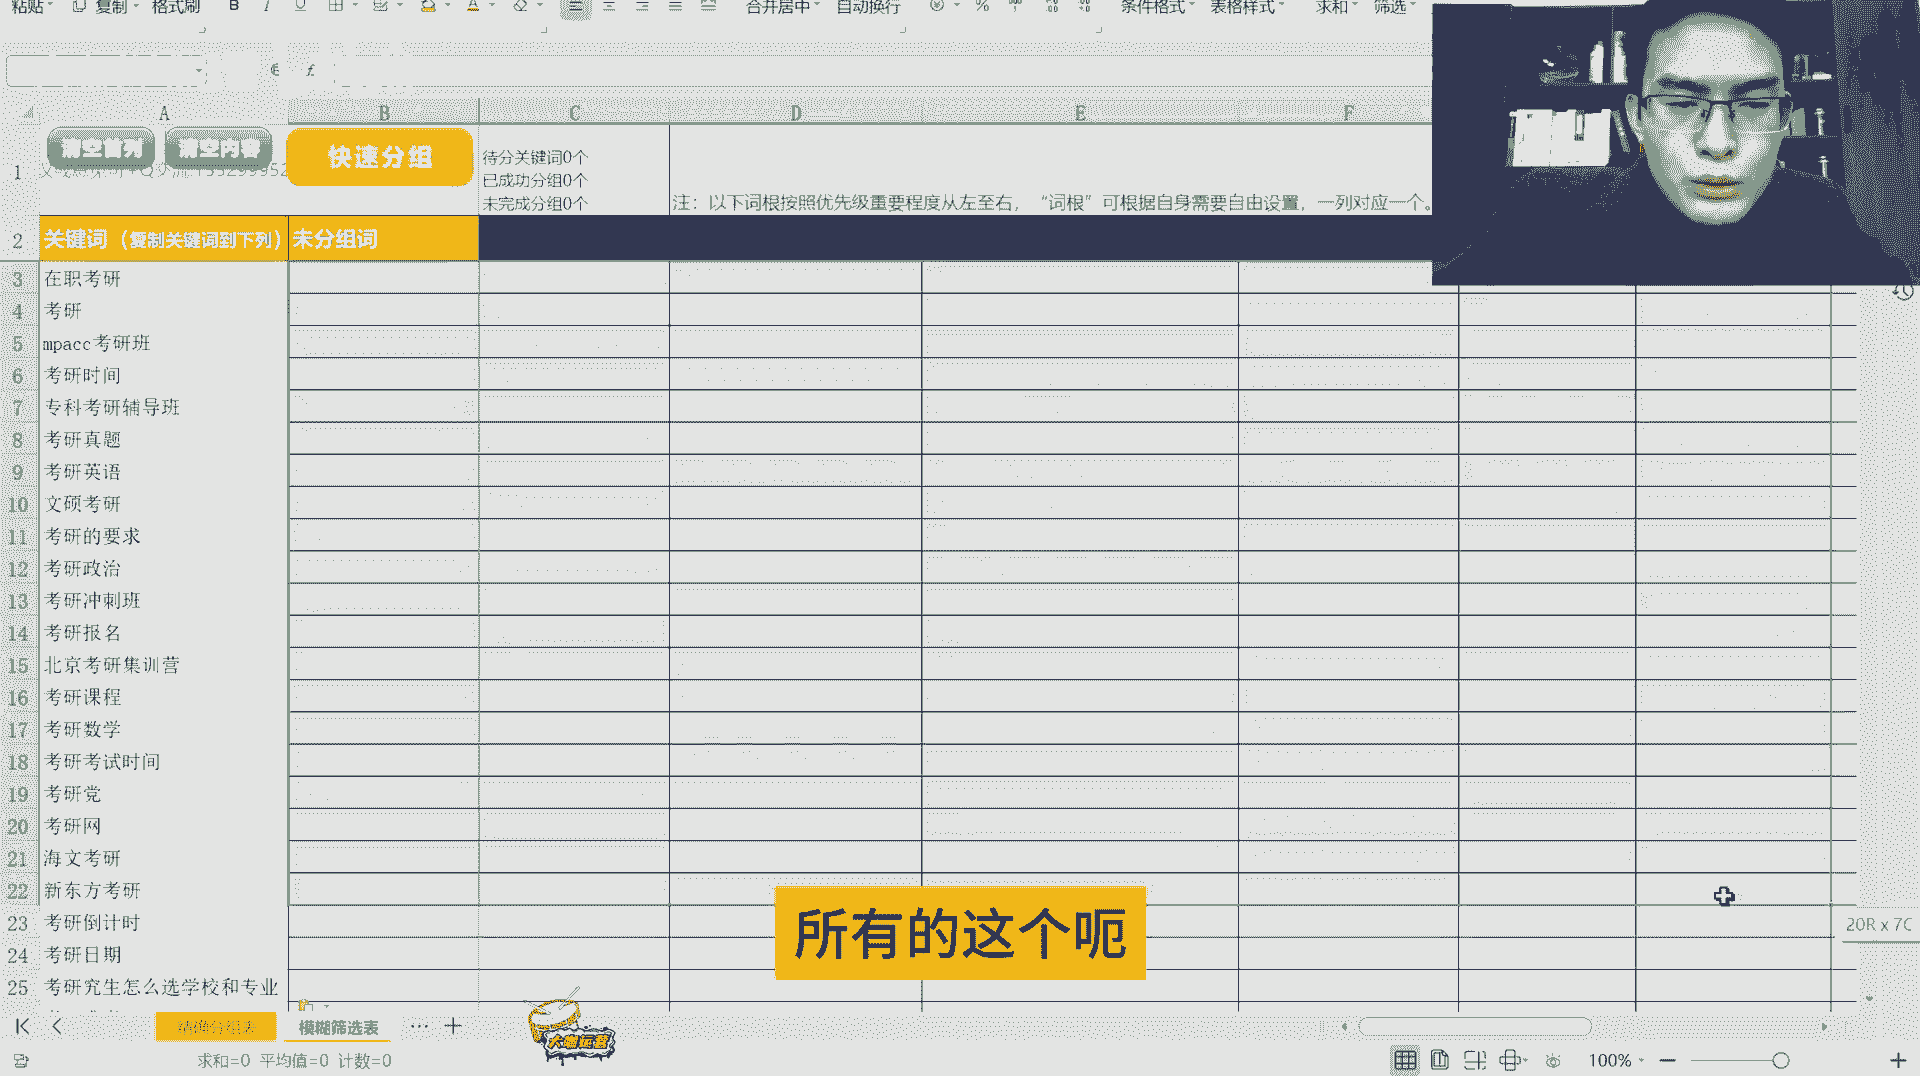 粘贴 复制 格式刷 B I U 合并居中 自动换行 % 条件格式 表格样式 求和 筛选
A B C D E F
清空首列 清空内容 快速分组
待分关键词0个
已成功分组0个
未完成分组0个
注：以下词根按照优先级重要程度从左至右，“词根”可根据自身需要自由设置，一列对应一个。
1
2 关键词（复制关键词到下列） 未分组词
3 在职考研
4 考研
5 mpacc考研班
6 考研时间
7 专科考研辅导班
8 考研真题
9 考研英语
10 文硕考研
11 考研的要求
12 考研政治
13 考研冲刺班
14 考研报名
15 北京考研集训营
16 考研课程
17 考研数学
18 考研考试时间
19 考研党
20 考研网
21 海文考研
22 新东方考研
23 考研倒计时
24 考研日期
25 考研究生怎么选学校和专业
20R x 7C
所有的这个呃
模糊筛选表 ··· +
大咖运营
求和=0 平均值=0 计数=0
100%